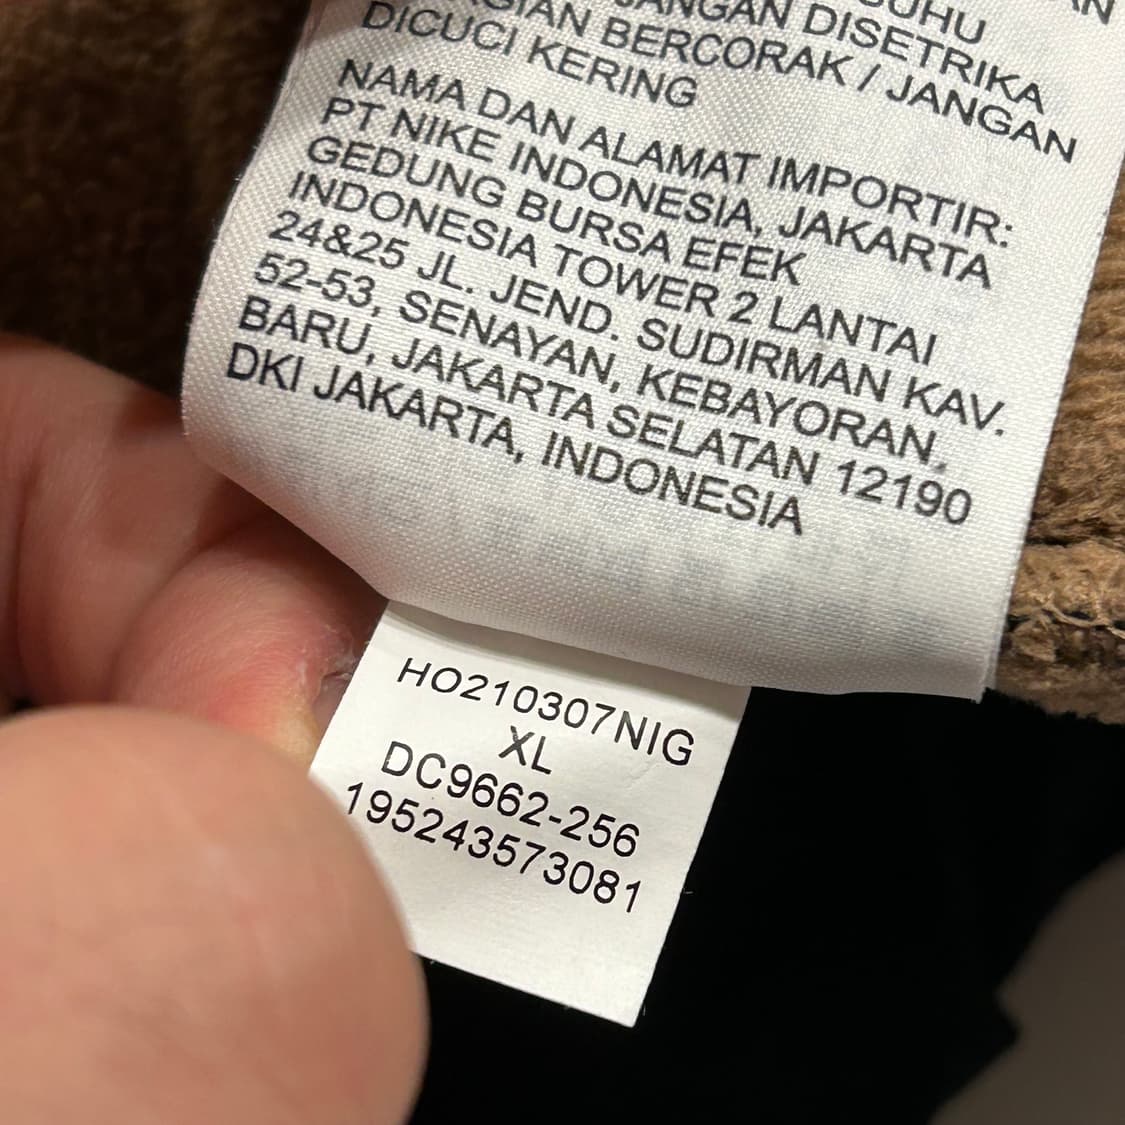 SUHU
JANGAN DISETRIKA
BERCORAK / JANGAN
DICUCI KERING
NAMA DAN ALAMAT IMPORTIR:
PT NIKE INDONESIA, JAKARTA
GEDUNG BURSA EFEK
INDONESIA TOWER 2 LANTAI
24&25 JL. JEND. SUDIRMAN KAV.
52-53, SENAYAN, KEBAYORAN.
BARU, JAKARTA SELATAN 12190
DKI JAKARTA, INDONESIA
HO210307NIG
XL
DC9662-256
195243573081